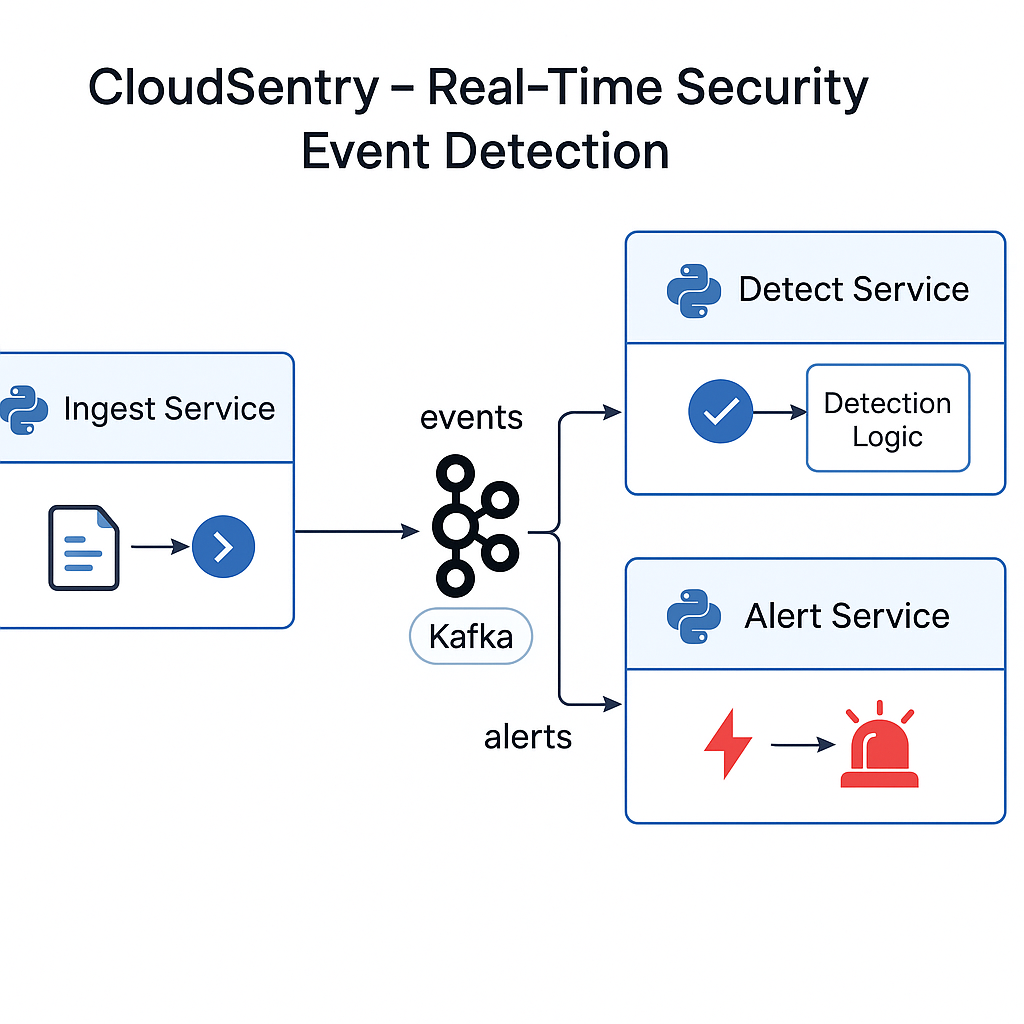 CloudSentry – Real-Time Security
Event Detection
Ingest Service
events
Kafka
alerts
Detect Service
Detection
Logic
Alert Service